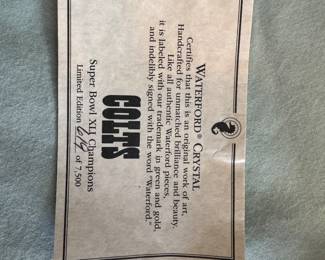 WATERFORD® CRYSTAL
Certifies that this is an original work of art,
Handcrafted for unmatched brilliance and beauty.
Like all authentic Waterford pieces,
it is labeled with our trademark in green and gold,
and indelibly signed with the word "Waterford."
COLTS
Super Bowl XLI Champions
Limited Edition of 7,500